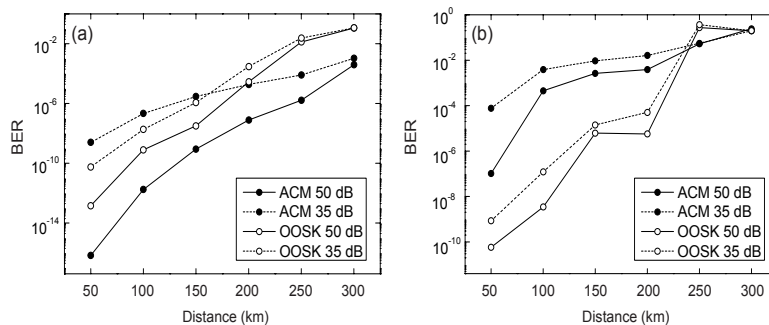 (a)
BER
10^-2
10^-6
10^-10
10^-14
ACM 50 dB
ACM 35 dB
OOSK 50 dB
OOSK 35 dB
50 100 150 200 250 300
Distance (km)
(b)
BER
10^0
10^-2
10^-4
10^-6
10^-8
10^-10
ACM 50 dB
ACM 35 dB
OOSK 50 dB
OOSK 35 dB
50 100 150 200 250 300
Distance (km)